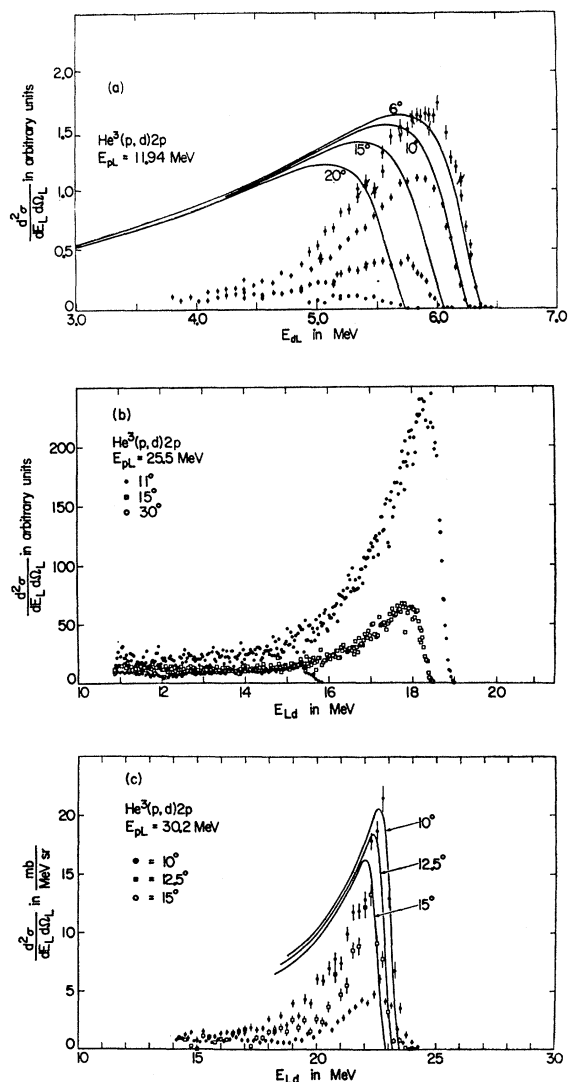 (a)
He³(p, d)2p
E_pL = 11.94 MeV
d²σ/dE_L dΩ_L in arbitrary units
2.0
1.5
1.0
0.5
0
6°
10°
15°
20°
3.0 4.0 5.0 6.0 7.0
E_dL in MeV
(b)
He³(p, d)2p
E_pL = 25.5 MeV
11°
15°
30°
d²σ/dE_L dΩ_L in arbitrary units
200
150
100
50
0
10 12 14 16 18 20
E_Ld in MeV
(c)
He³(p, d)2p
E_pL = 30.2 MeV
= 10°
= 12.5°
= 15°
d²σ/dE_L dΩ_L in mb/MeV sr
20
15
10
5
0
10°
12.5°
15°
10 20 30
E_Ld in MeV